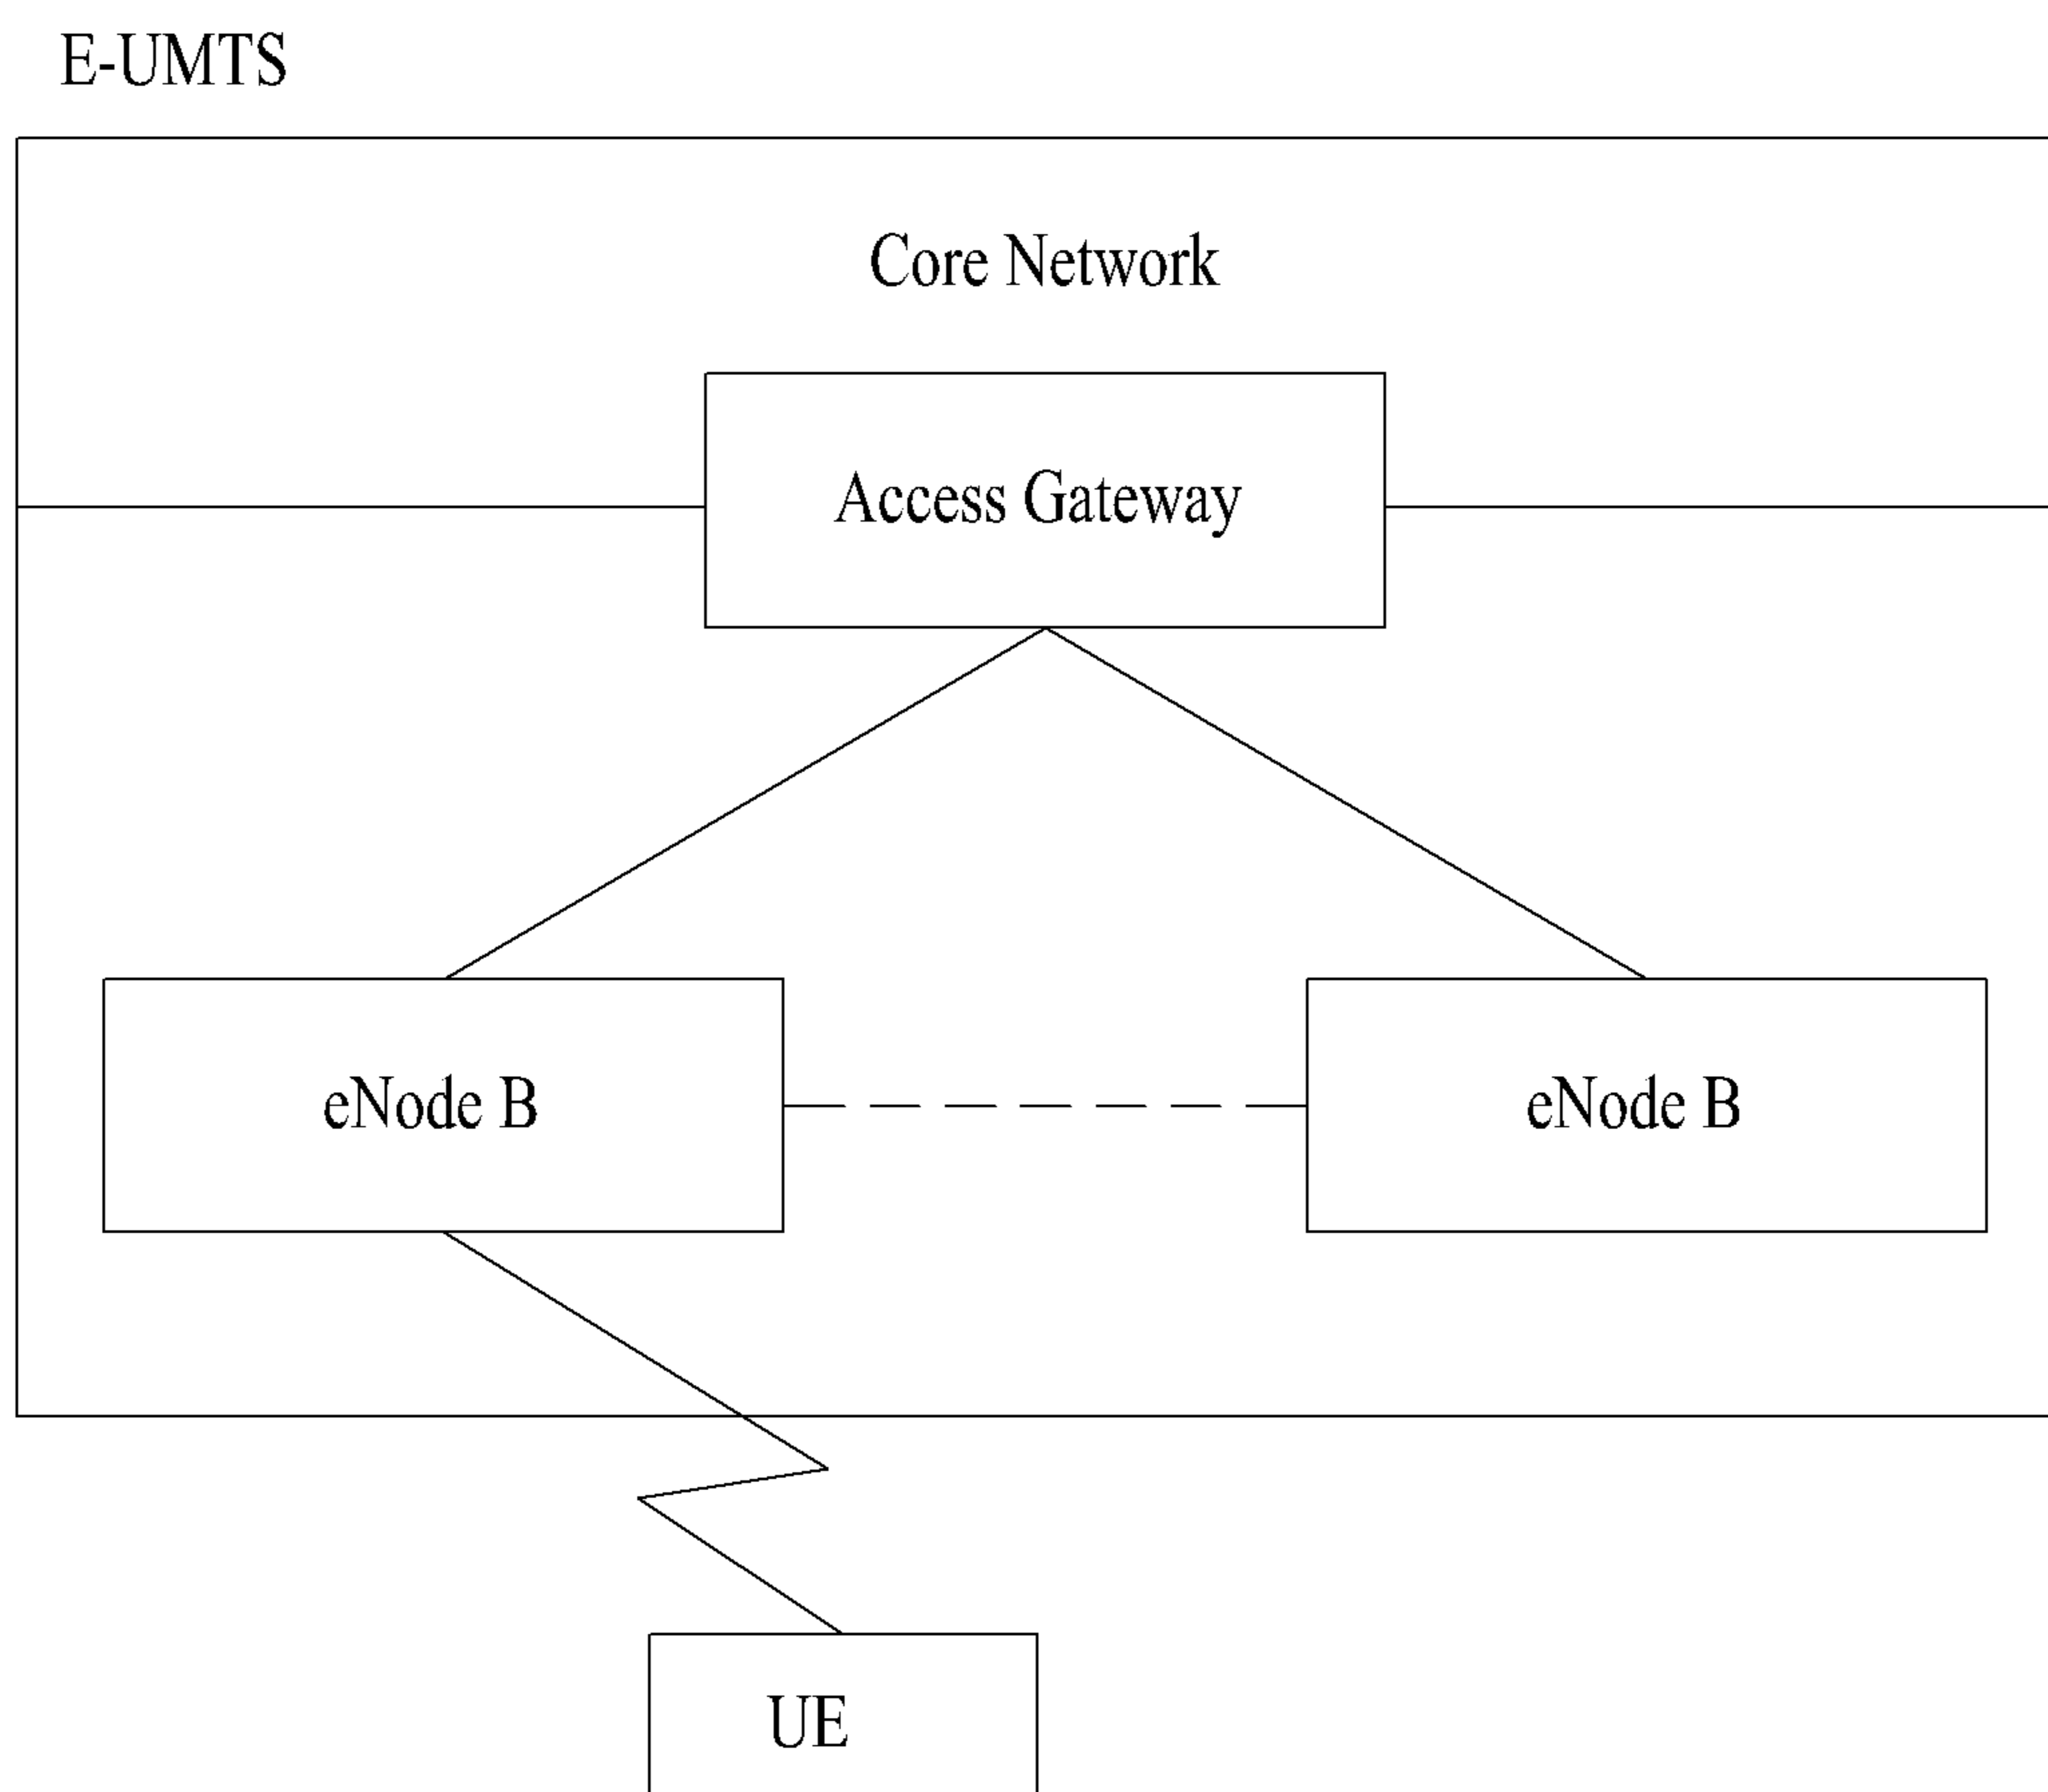 E-UMTS
Core Network
Access Gateway
eNode B
eNode B
UE